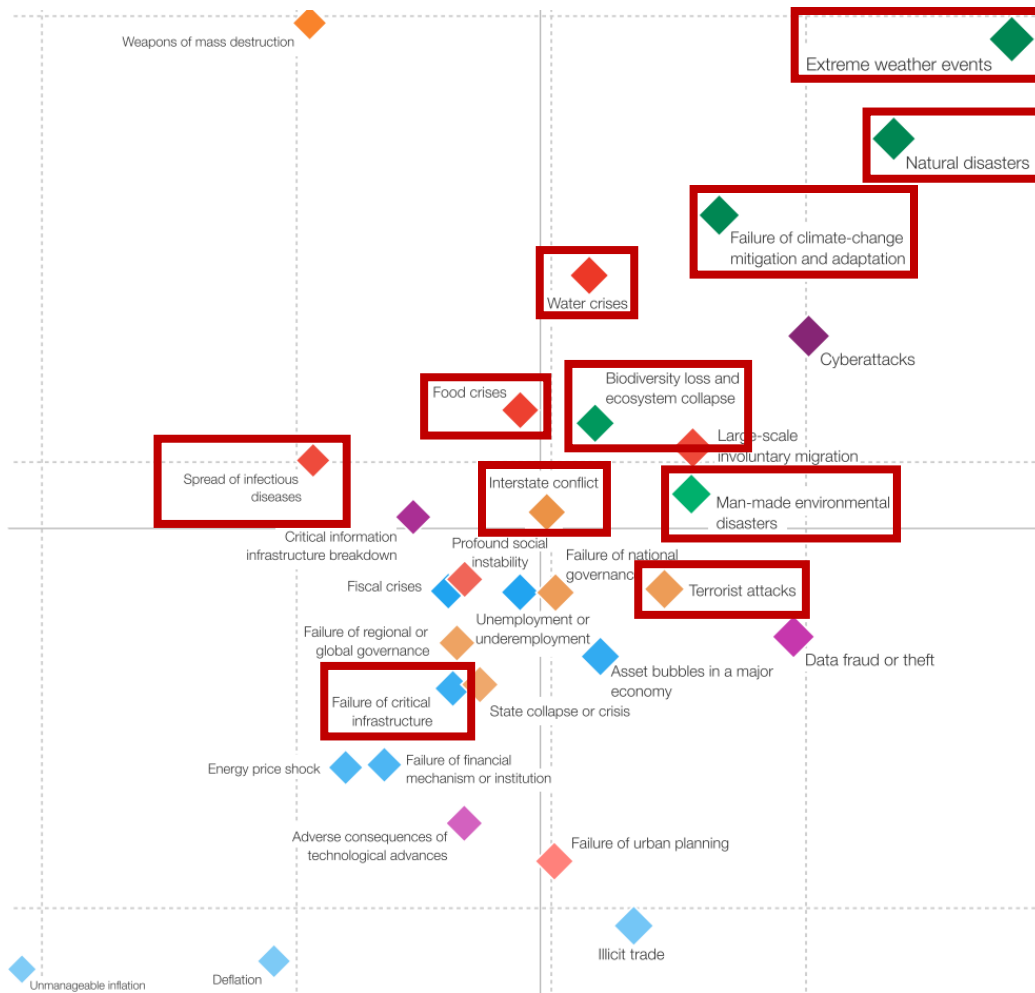 Weapons of mass destruction
Extreme weather events
Natural disasters
Failure of climate-change
mitigation and adaptation
Water crises
Cyberattacks
Food crises
Biodiversity loss and
ecosystem collapse
Large-scale
involuntary migration
Spread of infectious
diseases
Interstate conflict
Man-made environmental
disasters
Critical information
infrastructure breakdown
Profound social
instability
Failure of national
governance
Fiscal crises
Terrorist attacks
Unemployment or
underemployment
Failure of regional or
global governance
Data fraud or theft
Asset bubbles in a major
economy
Failure of critical
infrastructure
State collapse or crisis
Energy price shock
Failure of financial
mechanism or institution
Adverse consequences of
technological advances
Failure of urban planning
Illicit trade
Deflation
Unmanageable inflation